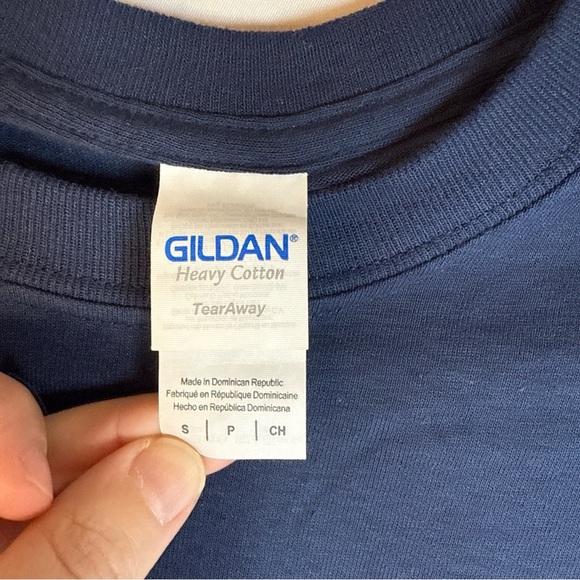 GILDAN®
Heavy Cotton
TearAway
Made in Dominican Republic
Fabriqué en République Dominicaine
Hecho en República Dominicana
S | P | CH